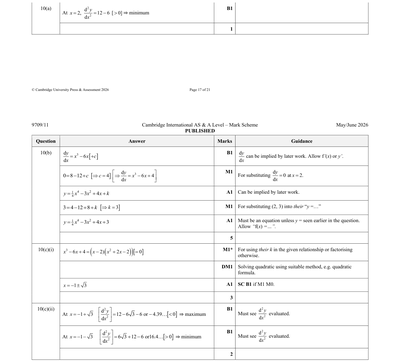 10(a)
At x = 2, d²y/dx² = 12 − 6 [> 0] ⇒ minimum
B1
1
© Cambridge University Press & Assessment 2026
Page 17 of 21
9709/11
Cambridge International AS & A Level – Mark Scheme
May/June 2026
PUBLISHED
Question Answer Marks Guidance
10(b)
dy/dx = x³ − 6x [+c]
B1
dy/dx can be implied by later work. Allow f′(x) or y′.
0 = 8 − 12 + c [⇒ c = 4] [⇒ dy/dx = x³ − 6x + 4]
M1
For substituting dy/dx = 0 at x = 2.
y = ¼x⁴ − 3x² + 4x + k
A1
Can be implied by later work.
3 = 4 − 12 + 8 + k [⇒ k = 3]
M1
For substituting (2, 3) into their “y =…”
y = ¼x⁴ − 3x² + 4x + 3
A1
Must be an equation unless y = seen earlier in the question.
Allow “f(x) =…”.
5
10(c)(i)
x³ − 6x + 4 = (x − 2)(x² + 2x − 2)[= 0]
M1*
For using their k in the given relationship or factorising
otherwise.
DM1
Solving quadratic using suitable method, e.g. quadratic
formula.
x = −1 ± √3
A1
SC B1 if M1 M0.
3
10(c)(ii)
At x = −1 + √3 [d²y/dx² =] 12 − 6√3 − 6 or − 4.39… [< 0] ⇒ maximum
B1
Must see d²y/dx² evaluated.
At x = −1 − √3 [d²y/dx² =] 6√3 + 12 − 6 or 16.4… [> 0] ⇒ minimum
B1
Must see d²y/dx² evaluated.
2